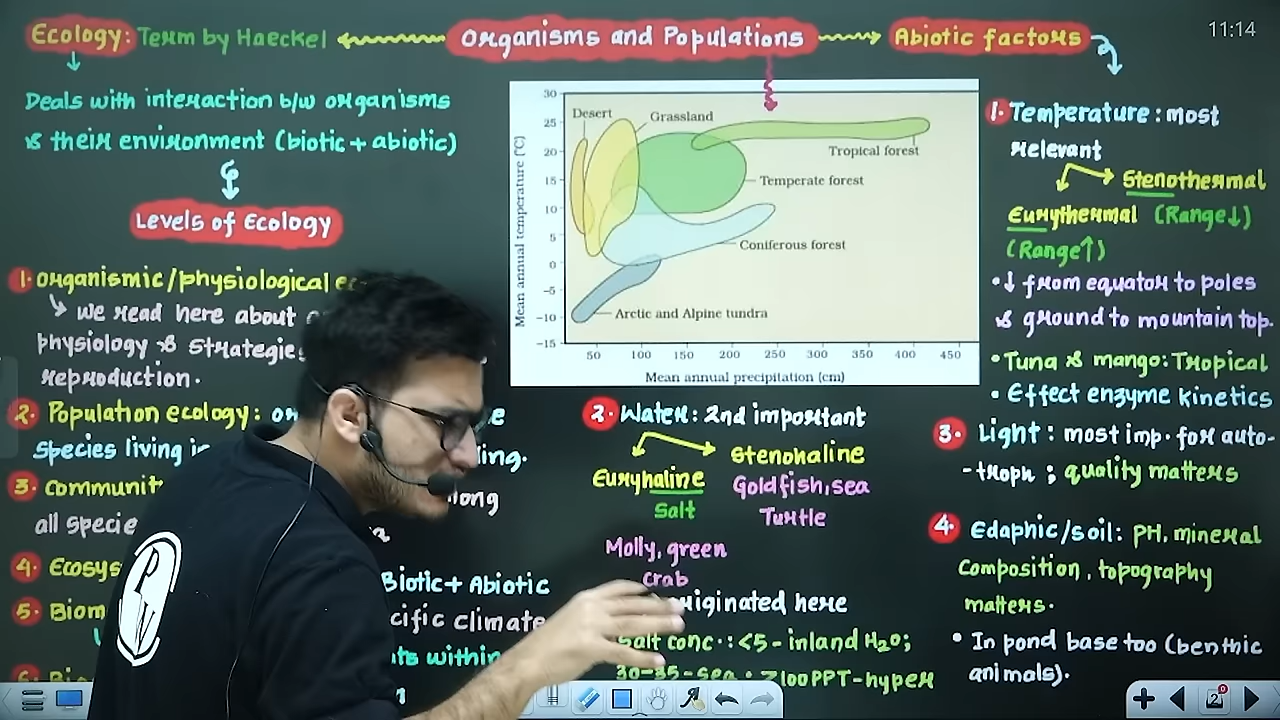 Ecology: Term by Haeckel
Organisms and Populations
Abiotic factors
11:14
Deals with interaction b/w organisms
& their environment (biotic + abiotic)
Levels of Ecology
1. Organismic/physiological
↳ we read here about
physiology & Strategies
reproduction.
2. Population ecology:
Species living
ing.
3. Communit
ong
all specie
4. Ecosys
Biotic + Abiotic
5. Biom
cific climate
ts within
6.
PW
30
25
20
15
10
5
0
-5
-10
-15
Mean annual temperature (°C)
Desert
Grassland
Tropical forest
Temperate forest
Coniferous forest
Arctic and Alpine tundra
50 100 150 200 250 300 350 400 450
Mean annual precipitation (cm)
2. Water: 2nd important
Euryhaline
Salt
Stenohaline
Goldfish, sea
Turtle
Molly, green
crab
originated here
Salt conc.: <5 - inland H₂O;
30-35-sea; >100 PPT-hyper
1. Temperature: most
relevant
Stenothermal
Eurythermal (Range↓)
(Range↑)
• ↓ from equator to poles
& ground to mountain top.
• Tuna & mango: Tropical
• Effect enzyme kinetics
3. Light: most imp. for auto-
-troph; quality matters
4. Edaphic/soil: PH, mineral
Composition, topography
matters.
• In pond base too (benthic
animals).
2
0